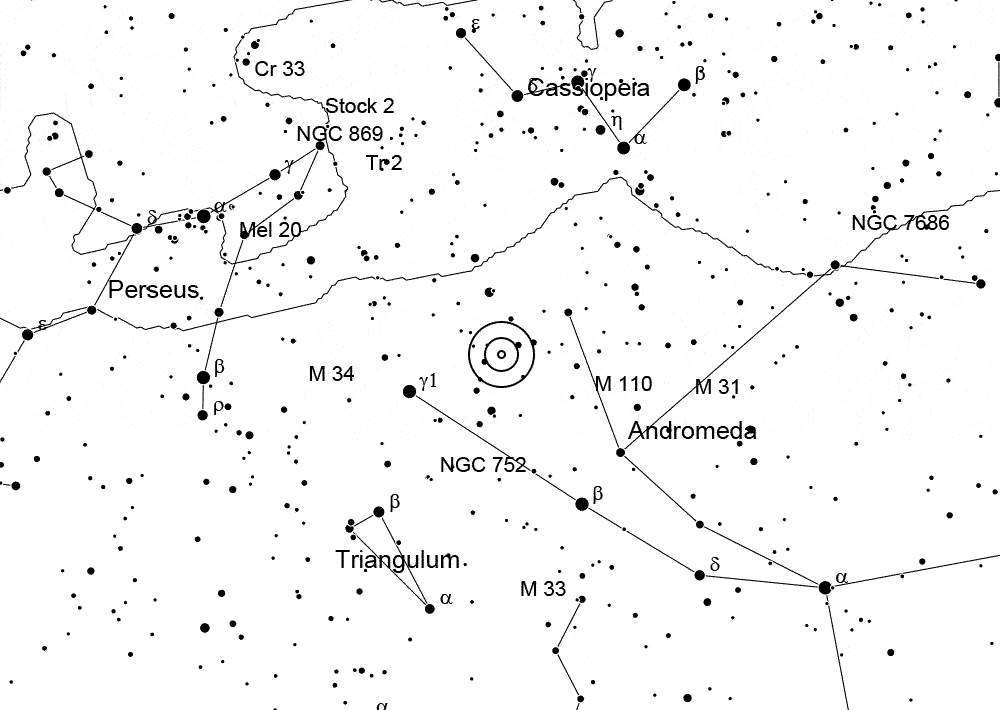 ε
γ
β
Cr 33
δ
Cassiopeia
Stock 2
η
NGC 869
α
γ
Tr 2
δ
α
NGC 7686
Mel 20
Perseus
ε
β
M 34
γ1
M 110
M 31
ρ
Andromeda
NGC 752
β
β
Triangulum
δ
α
M 33
α
α